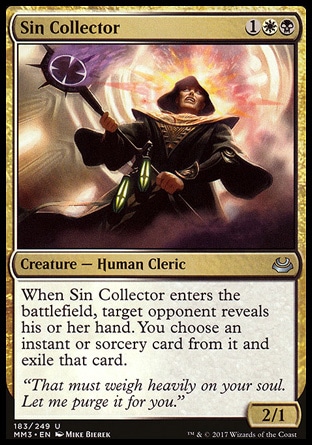 Sin Collector 1
Creature — Human Cleric
When Sin Collector enters the
battlefield, target opponent reveals
his or her hand. You choose an
instant or sorcery card from it and
exile that card.
“That must weigh heavily on your soul.
Let me purge it for you.”
2/1
183/249 U
MM3 • EN Mike Bierek ™ & © 2017 Wizards of the Coast